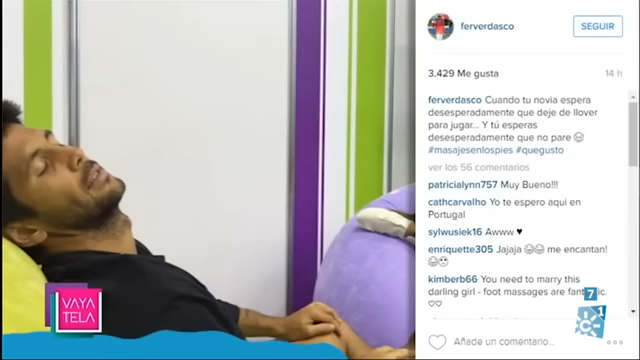 ferverdasco
SEGUIR
3.429 Me gusta
14 h
ferverdasco Cuando tu novia espera
desesperadamente que deje de llover
para jugar... Y tú esperas
desesperadamente que no pare 😄
#masajesenlospies #quegusto
ver los 56 comentarios
patricialynn757 Muy Bueno!!!
cathcarvalho Yo te espero aqui en
Portugal
sylwusiek16 Awww ♥
enriquette305 Jajaja 😂😂 me encantan!
kimberb66 You need to marry this
darling girl - foot massages are fantastic.
♡♡
Añade un comentario...
VAYA
TELA
7
1